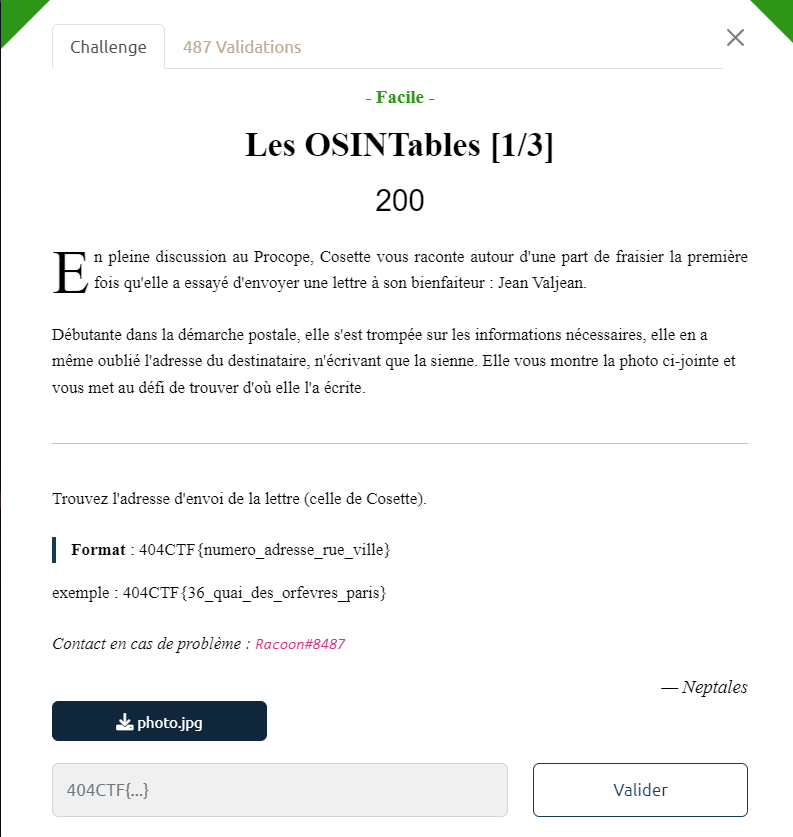 Challenge
487 Validations
- Facile -
Les OSINTables [1/3]
200
En pleine discussion au Procope, Cosette vous raconte autour d'une part de fraisier la première
fois qu'elle a essayé d'envoyer une lettre à son bienfaiteur : Jean Valjean.
Débutante dans la démarche postale, elle s'est trompée sur les informations nécessaires, elle en a
même oublié l'adresse du destinataire, n'écrivant que la sienne. Elle vous montre la photo ci-jointe et
vous met au défi de trouver d'où elle l'a écrite.
Trouvez l'adresse d'envoi de la lettre (celle de Cosette).
Format : 404CTF{numero_adresse_rue_ville}
exemple : 404CTF{36_quai_des_orfevres_paris}
Contact en cas de problème : Racoon#8487
— Neptales
photo.jpg
404CTF{...}
Valider